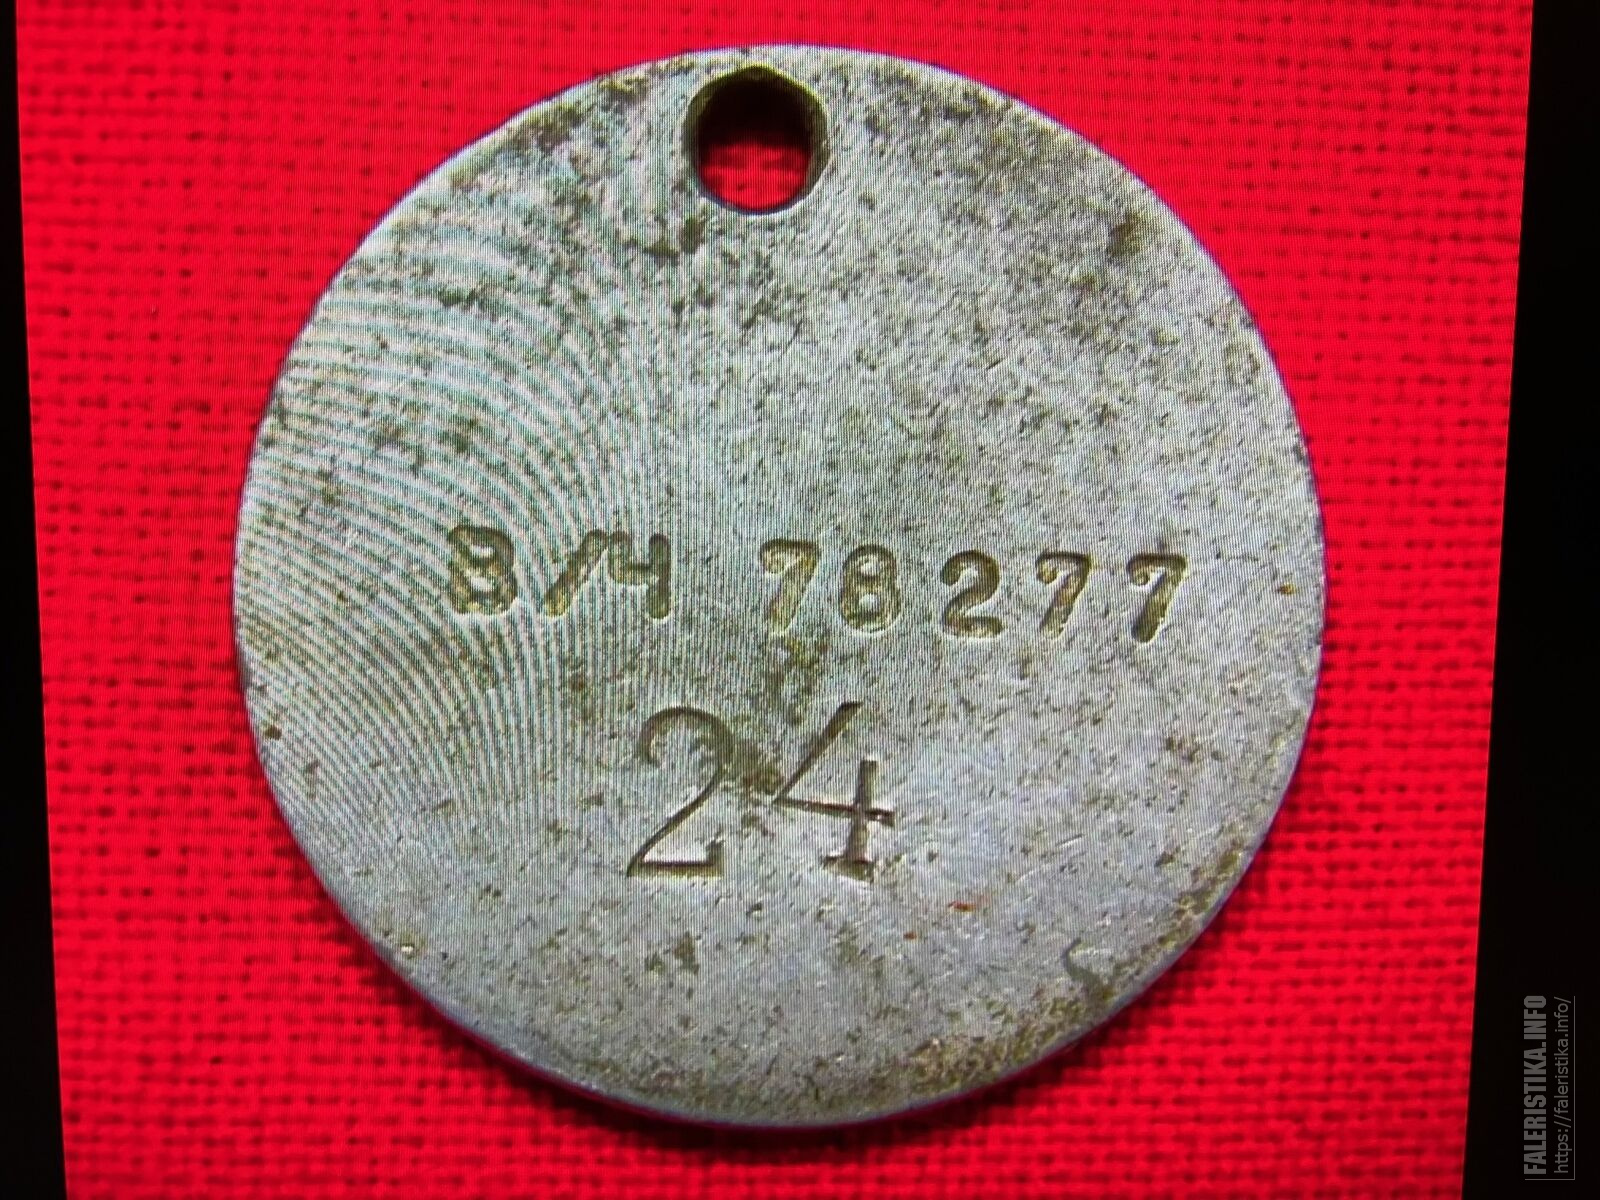 В/Ч 78277
24
FALERISTIKA.INFO
https://faleristika.info/